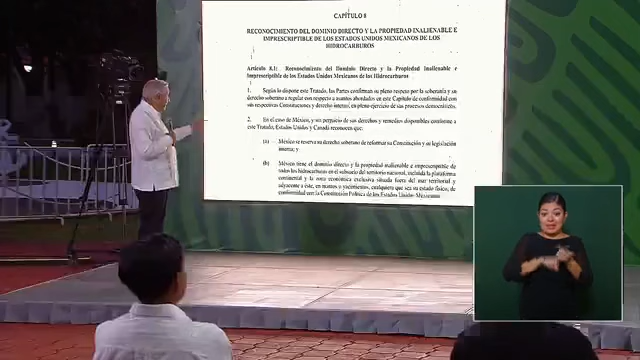 CAPÍTULO 8
RECONOCIMIENTO DEL DOMINIO DIRECTO Y LA PROPIEDAD INALIENABLE E
IMPRESCRIPTIBLE DE LOS ESTADOS UNIDOS MEXICANOS DE LOS
HIDROCARBUROS
Artículo 8.1: Reconocimiento del Dominio Directo y la Propiedad Inalienable e
Imprescriptible de los Estados Unidos Mexicanos de los Hidrocarburos
1. Según lo dispone este Tratado, las Partes confirman su pleno respeto por la soberanía y su
derecho soberano a regular con respecto a asuntos abordados en este Capítulo de conformidad con
sus respectivas Constituciones y derecho interno, en pleno ejercicio de sus procesos democráticos.
2. En el caso de México, y sin perjuicio de sus derechos y remedios disponibles conforme a
este Tratado, Estados Unidos y Canadá reconocen que:
(a) México se reserva su derecho soberano de reformar su Constitución y su legislación
interna; y
(b) México tiene el dominio directo y la propiedad inalienable e imprescriptible de
todos los hidrocarburos en el subsuelo del territorio nacional, incluida la plataforma
continental y la zona económica exclusiva situada fuera del mar territorial y
adyacente a éste, en mantos o yacimientos, cualquiera que sea su estado físico, de
conformidad con la Constitución Política de los Estados Unidos Mexicanos